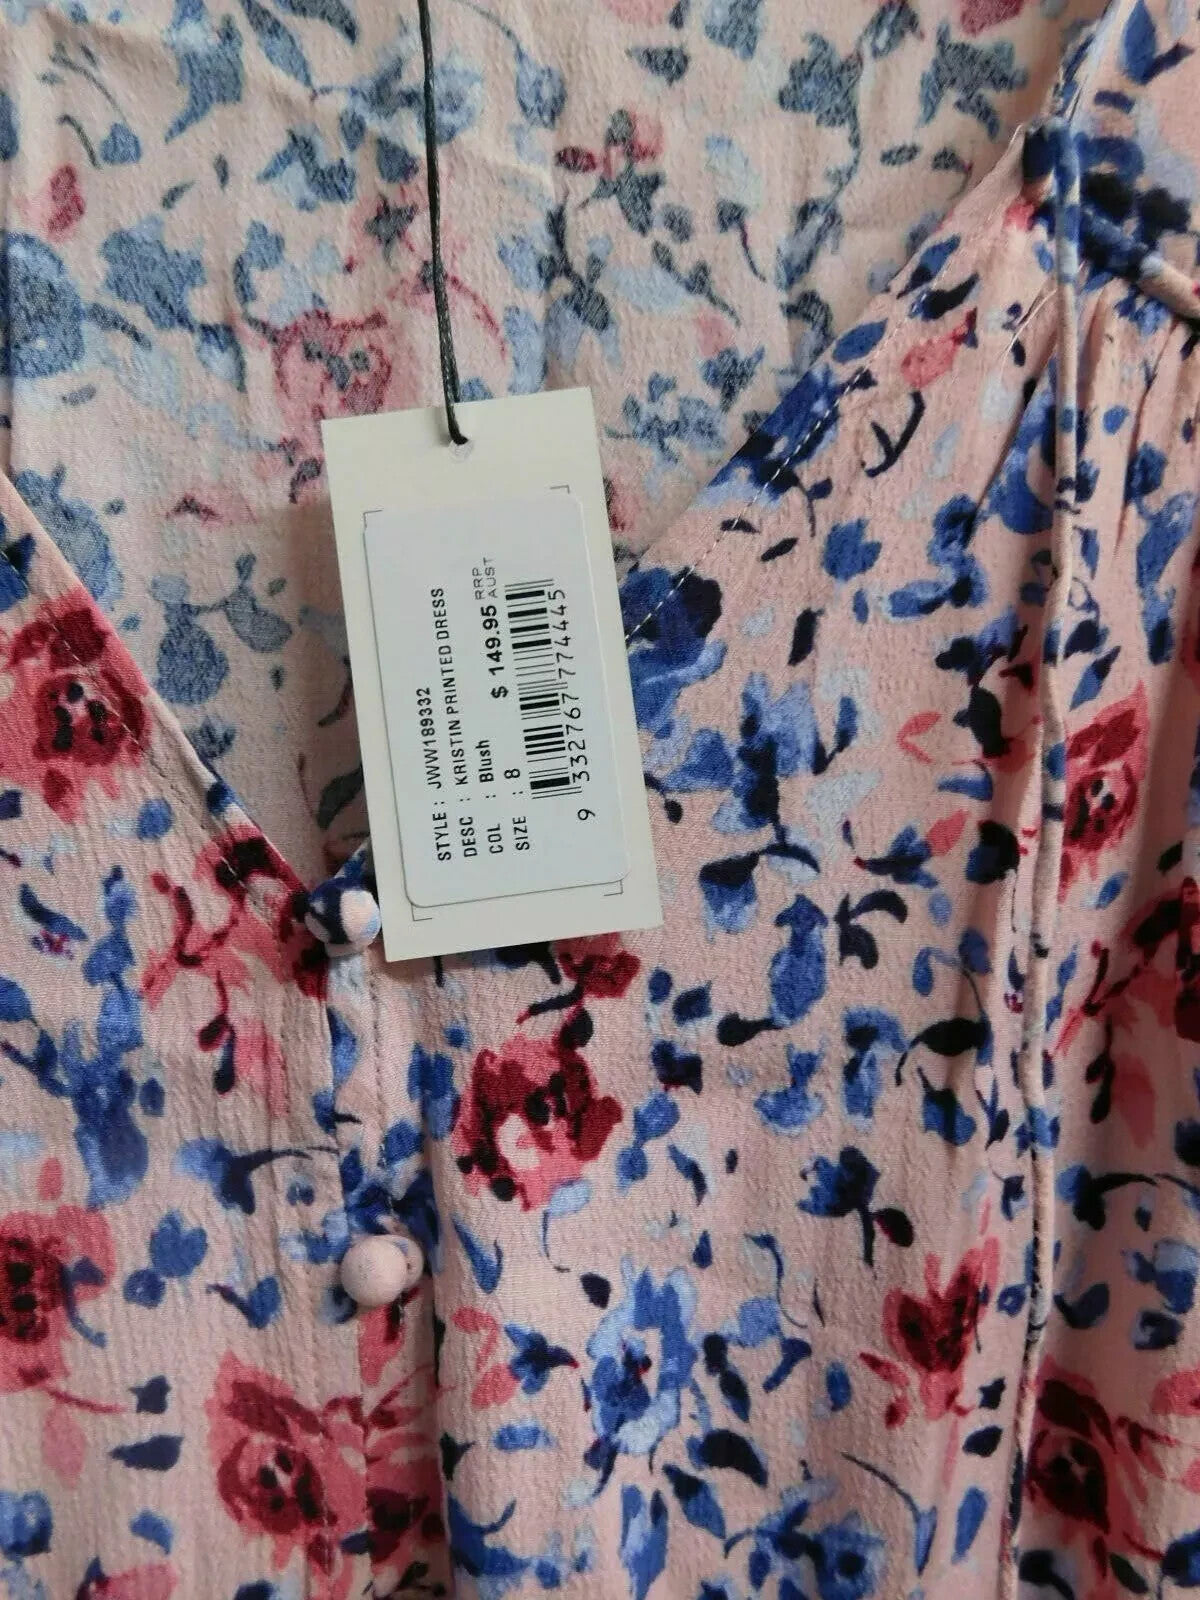 STYLE : JWW189332
DESC : KRISTIN PRINTED DRESS
COL : Blush $ 149.95 RRP AUST
SIZE : 8
9 332767 774445